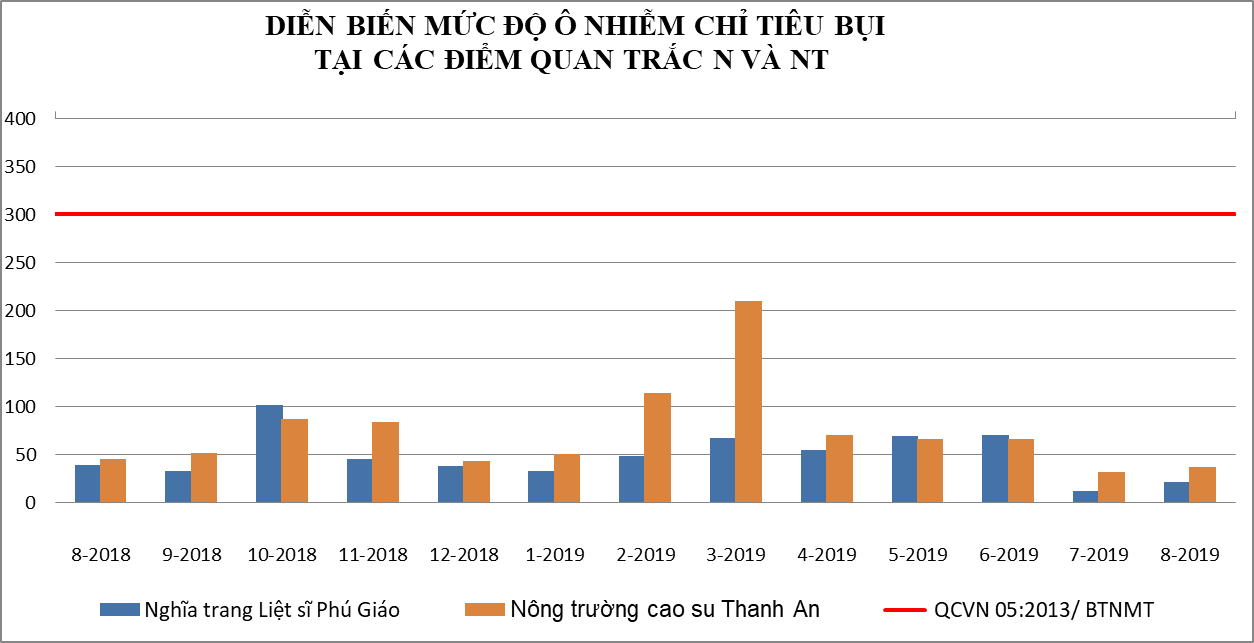 DIỄN BIẾN MỨC ĐỘ Ô NHIỄM CHỈ TIÊU BỤI
TẠI CÁC ĐIỂM QUAN TRẮC N VÀ NT
400
350
300
250
200
150
100
50
0
8-2018 9-2018 10-2018 11-2018 12-2018 1-2019 2-2019 3-2019 4-2019 5-2019 6-2019 7-2019 8-2019
Nghĩa trang Liệt sĩ Phú Giáo Nông trường cao su Thanh An QCVN 05:2013/ BTNMT